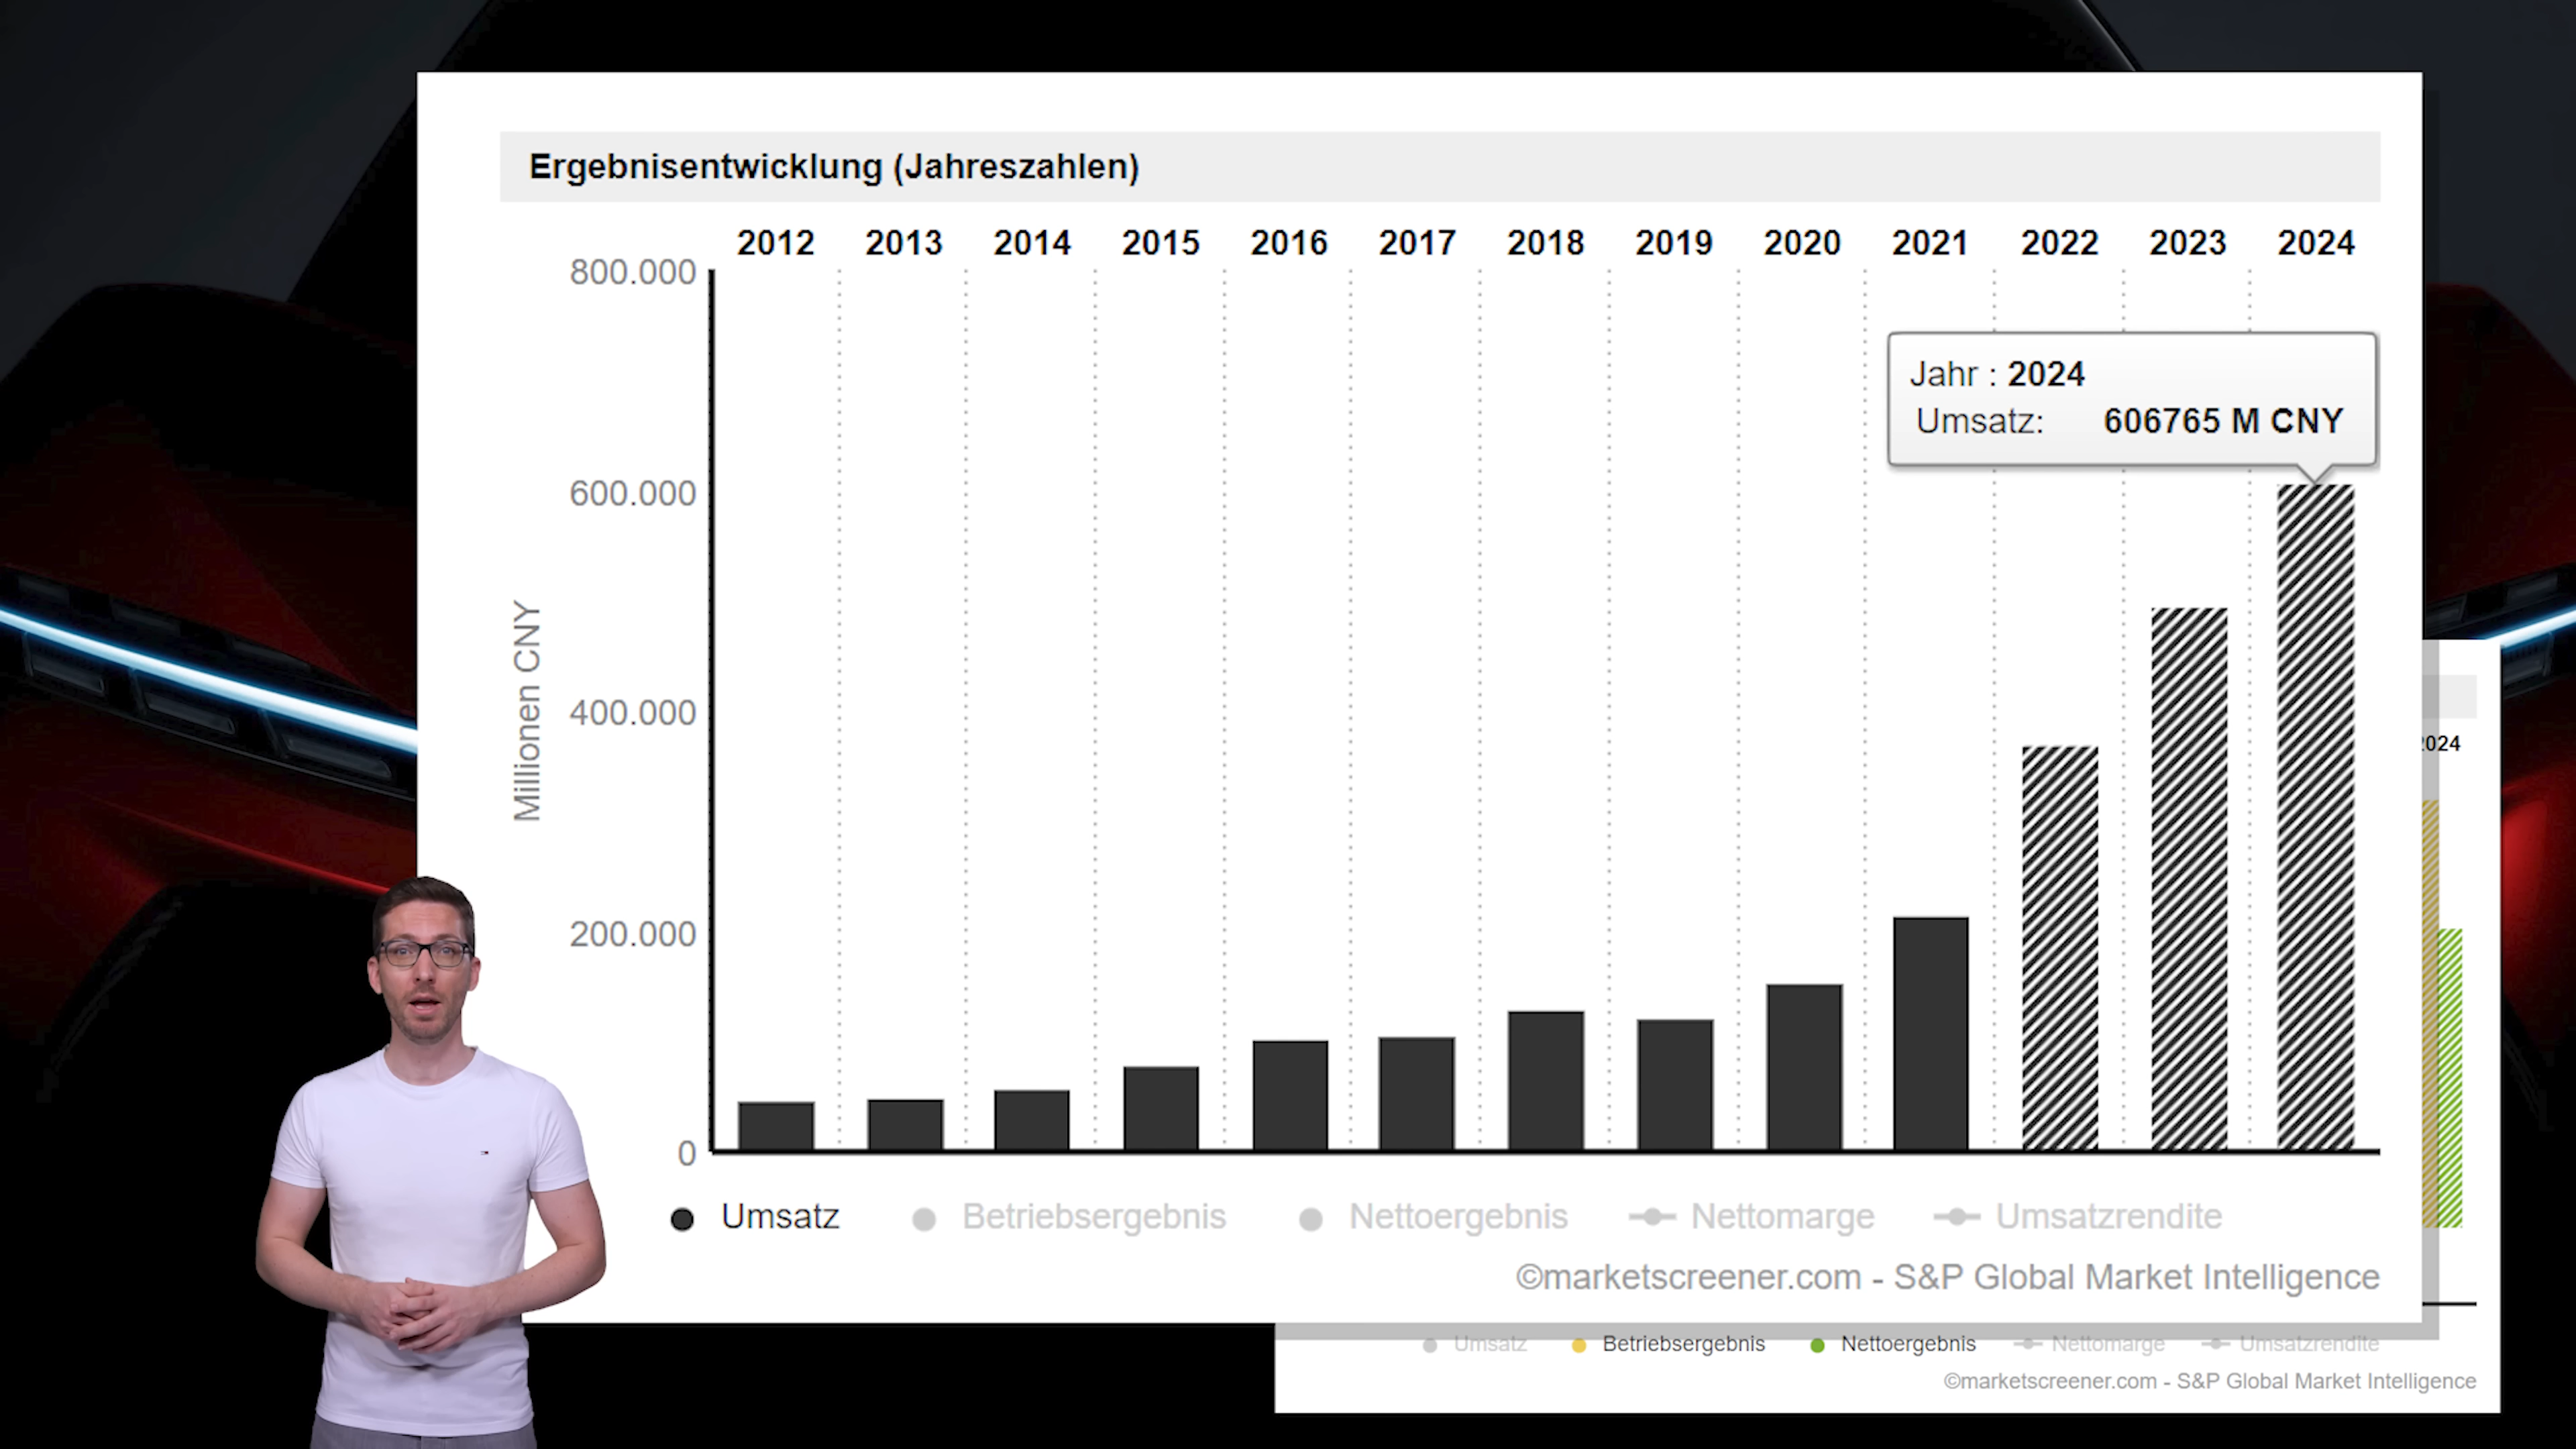 Ergebnisentwicklung (Jahreszahlen)
2012 2013 2014 2015 2016 2017 2018 2019 2020 2021 2022 2023 2024
800.000
Jahr : 2024
Umsatz: 606765 M CNY
600.000
400.000
200.000
0
Millionen CNY
Umsatz Betriebsergebnis Nettoergebnis Nettomarge Umsatzrendite
©marketscreener.com - S&P Global Market Intelligence
2024
Umsatz Betriebsergebnis Nettoergebnis Nettomarge Umsatzrendite
©marketscreener.com - S&P Global Market Intelligence